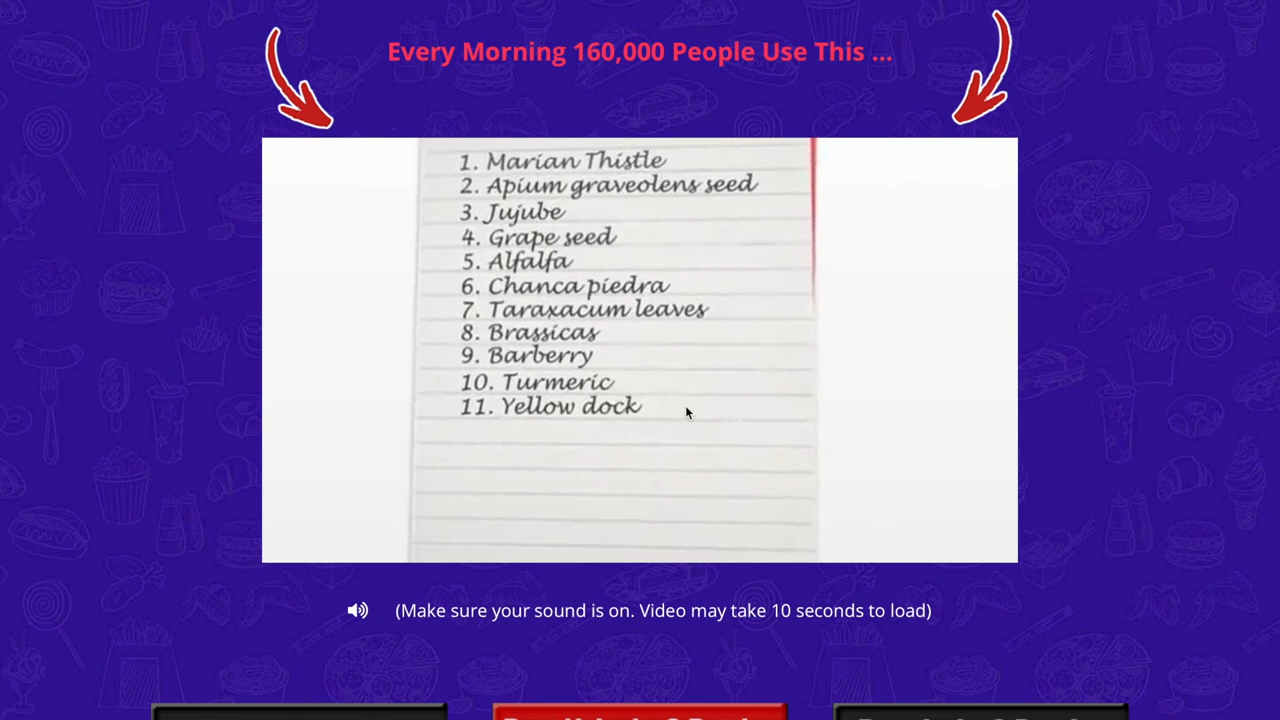 Every Morning 160,000 People Use This ...
1. Marian Thistle
2. Apium graveolens seed
3. Jujube
4. Grape seed
5. Alfalfa
6. Chanca piedra
7. Taraxacum leaves
8. Brassicas
9. Barberry
10. Turmeric
11. Yellow dock
(Make sure your sound is on. Video may take 10 seconds to load)